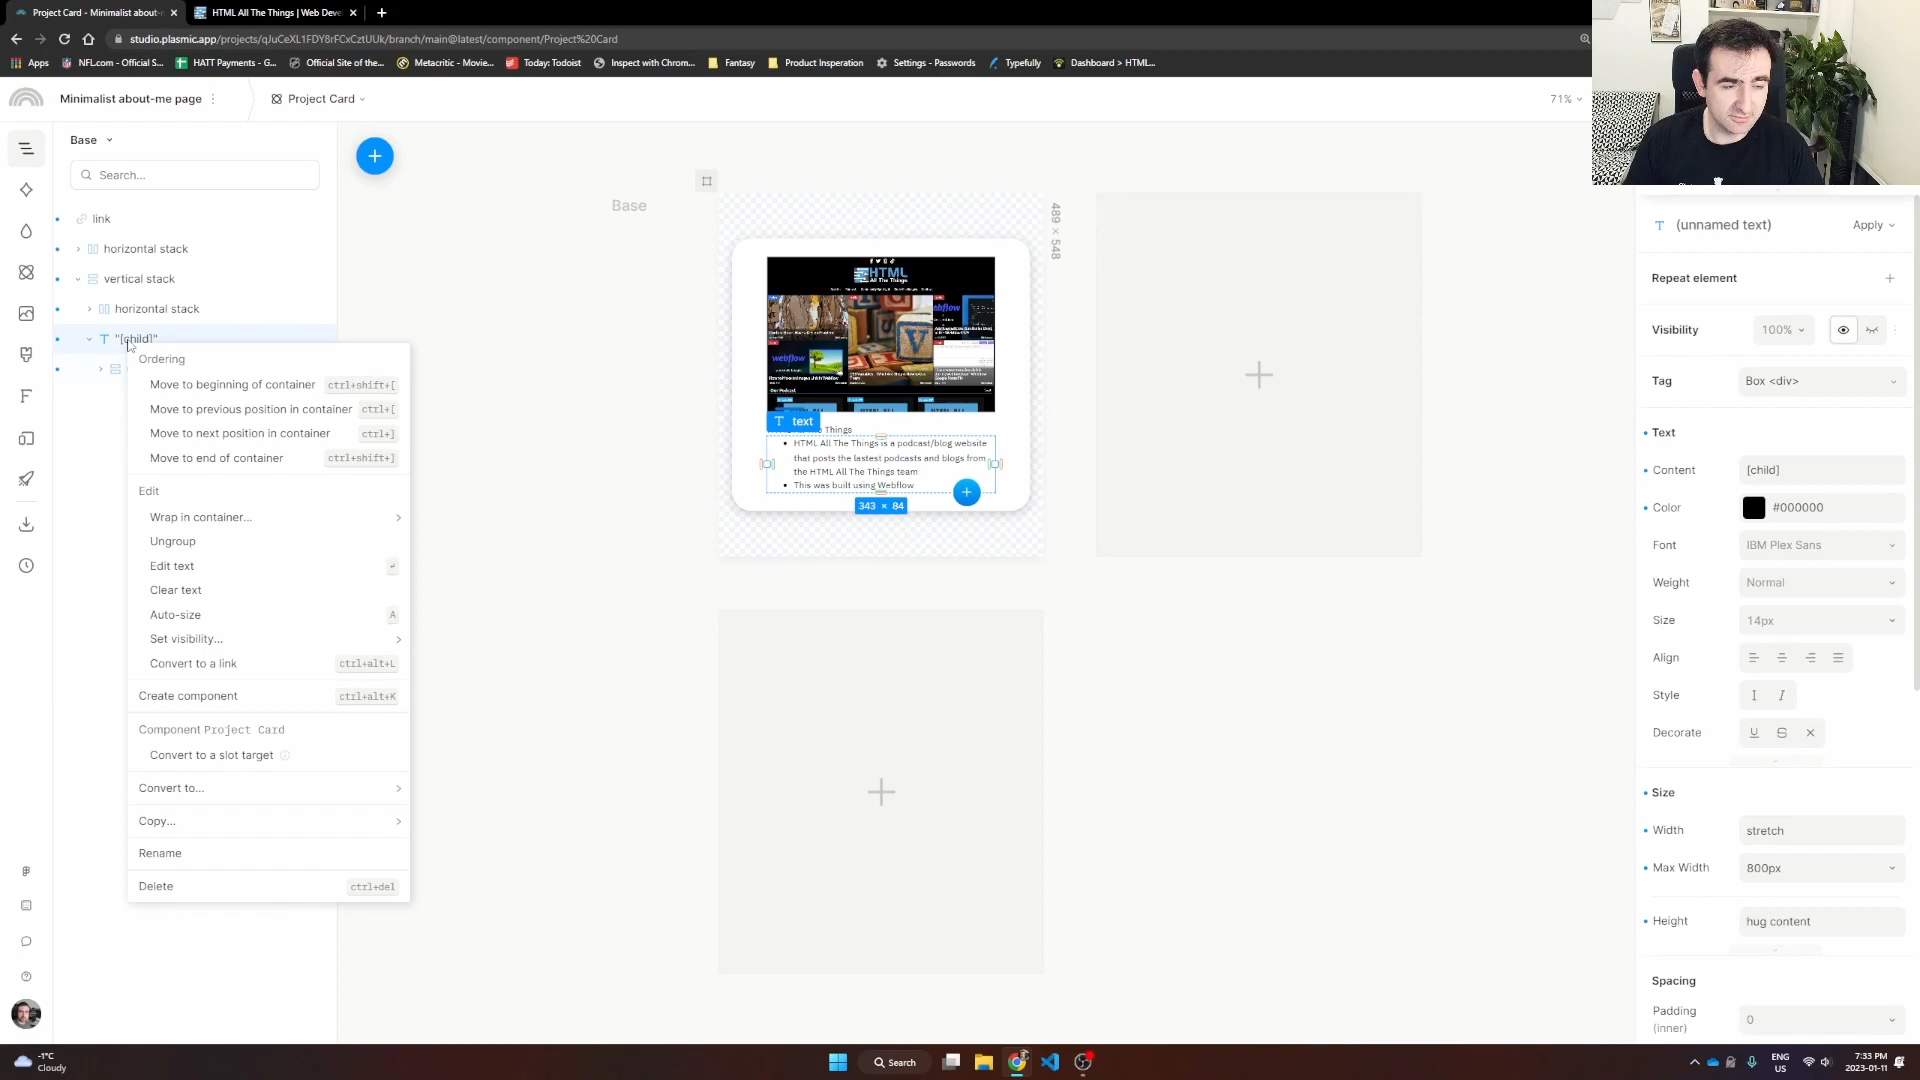 Project Card - Minimalist about-m
HTML All The Things | Web Deve
studio.plasmic.app/projects/qJuCeXL1FDY8rFCxCztUUk/branch/main@latest/component/Project%20Card
Apps
NFL.com - Official S...
HATT Payments - G...
Official Site of the...
Metacritic - Movie...
Today: Todoist
Inspect with Chrom...
Fantasy
Product Insperation
Settings - Passwords
Typefully
Dashboard > HTML...
Minimalist about-me page
Project Card
71%
Base
Search...
link
horizontal stack
vertical stack
horizontal stack
"[child]"
Ordering
Move to beginning of container ctrl+shift+[
Move to previous position in container ctrl+[
Move to next position in container ctrl+]
Move to end of container ctrl+shift+]
Edit
Wrap in container...
Ungroup
Edit text
Clear text
Auto-size A
Set visibility...
Convert to a link ctrl+alt+L
Create component ctrl+alt+K
Component Project Card
Convert to a slot target
Convert to...
Copy...
Rename
Delete ctrl+del
Base
489 × 548
HTML
All The Things
webflow
webflow
Our Podcast
text
The Things
HTML All The Things is a podcast/blog website
that posts the lastest podcasts and blogs from
the HTML All The Things team
This was built using Webflow
343 × 84
(unnamed text)
Apply
Repeat element
Visibility 100%
Tag Box <div>
Text
Content [child]
Color #000000
Font IBM Plex Sans
Weight Normal
Size 14px
Align
Style
Decorate
Size
Width stretch
Max Width 800px
Height hug content
Spacing
Padding
(inner)
0
-1°C
Cloudy
Search
ENG
US
7:33 PM
2023-01-11